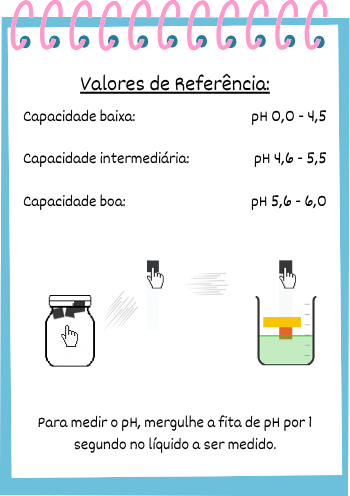 Valores de Referência:
Capacidade baixa: pH 0,0 - 4,5
Capacidade intermediária: pH 4,6 - 5,5
Capacidade boa: pH 5,6 - 6,0
Para medir o pH, mergulhe a fita de pH por 1
segundo no líquido a ser medido.